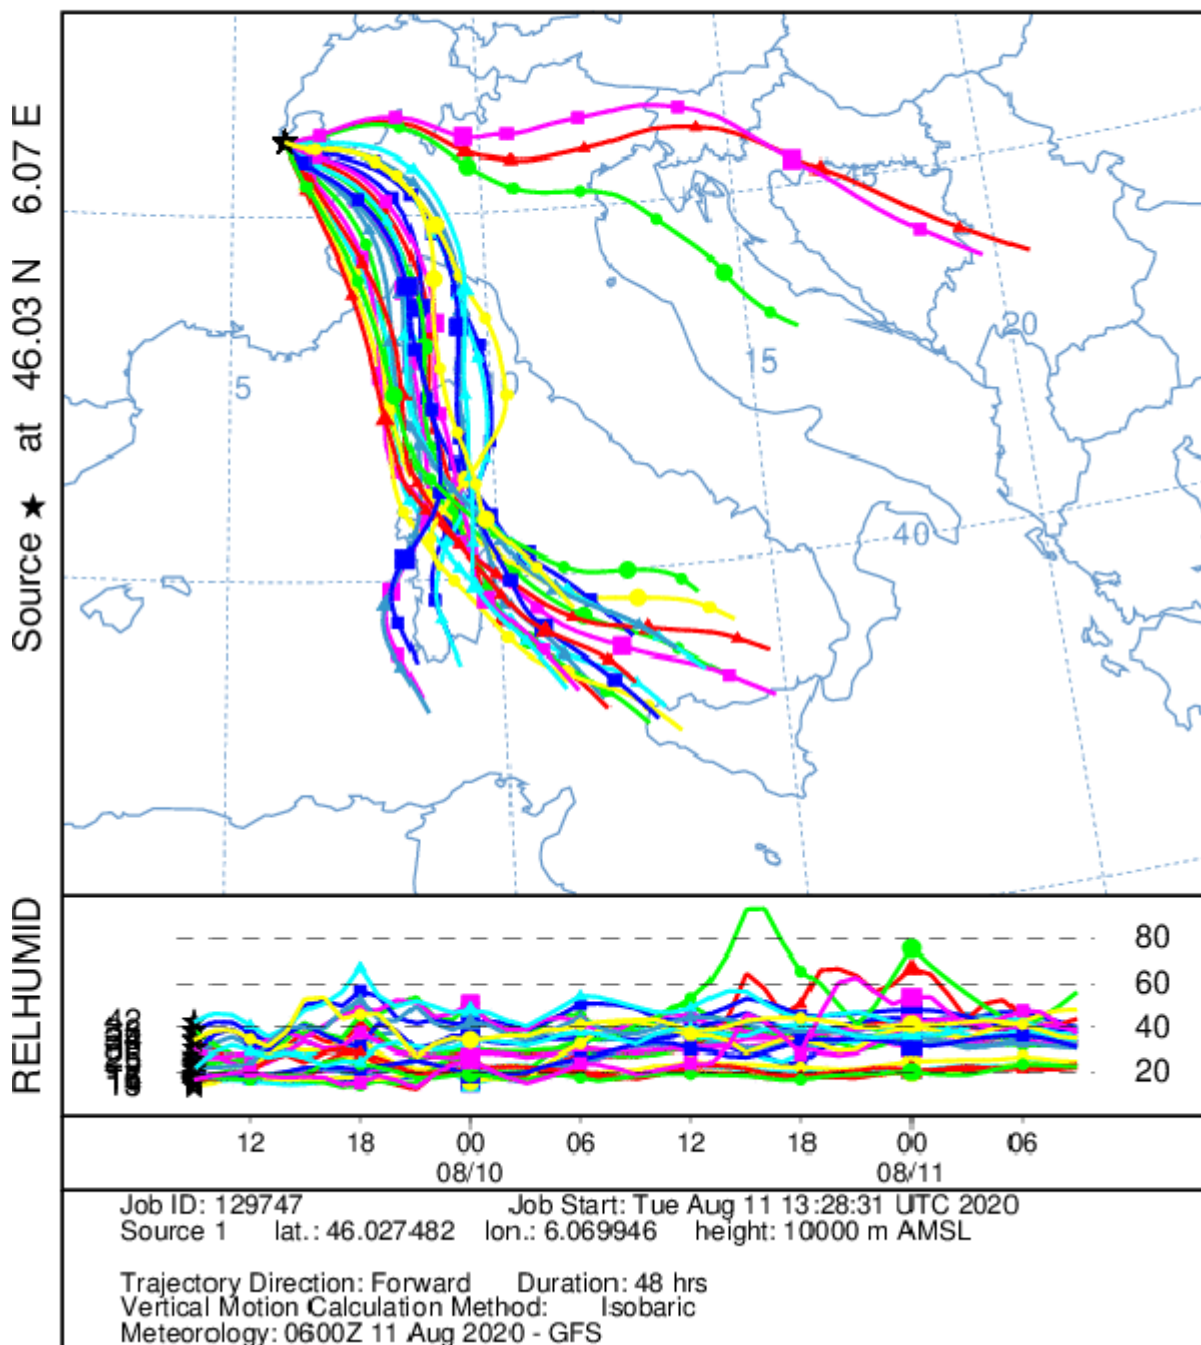 Source ★ at 46.03 N 6.07 E
5
15
20
40
RELHUMID
80
60
40
20
12 18 00 06 12 18 00 06
08/10 08/11
Job ID: 129747 Job Start: Tue Aug 11 13:28:31 UTC 2020
Source 1 lat.: 46.027482 lon.: 6.069946 height: 10000 m AMSL
Trajectory Direction: Forward Duration: 48 hrs
Vertical Motion Calculation Method: Isobaric
Meteorology: 0600Z 11 Aug 2020 - GFS